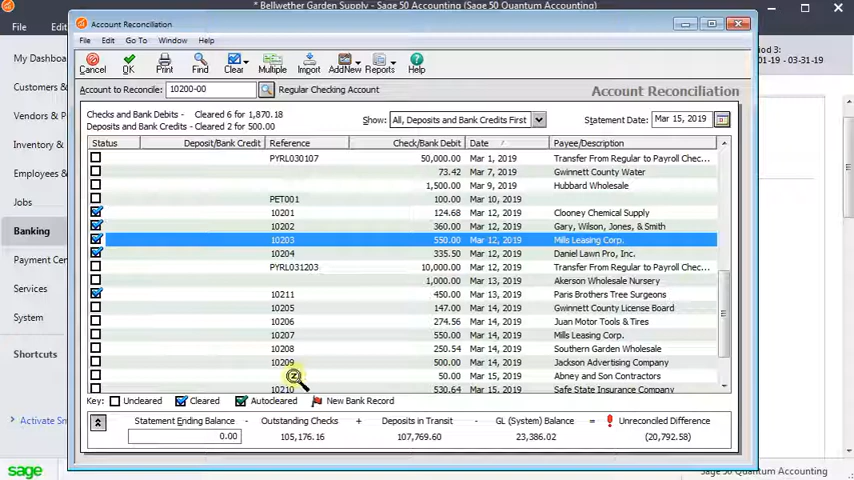 * Bellwether Garden Supply - Sage 50 Accounting (Sage 50 Quantum Accounting)
File
My Dashboa
Customers &
Vendors & P
Inventory &
Employees &
Jobs
Banking
Payment Cen
Services
System
Shortcuts
Activate Sm
sage
Period 3:
01-19 - 03-31-19
Sage 50 Quantum Accounting
Account Reconciliation
File Edit Go To Window Help
Cancel OK Print Find Clear Multiple Import AddNew Reports Help
Account to Reconcile: 10200-00 Regular Checking Account Account Reconciliation
Checks and Bank Debits - Cleared 6 for 1,870.18
Deposits and Bank Credits - Cleared 2 for 500.00
Show: All, Deposits and Bank Credits First Statement Date: Mar 15, 2019
Status Deposit/Bank Credit Reference Check/Bank Debit Date Payee/Description
PYRL030107 50,000.00 Mar 1, 2019 Transfer From Regular to Payroll Chec...
73.42 Mar 7, 2019 Gwinnett County Water
1,500.00 Mar 9, 2019 Hubbard Wholesale
PET001 100.00 Mar 10, 2019
10201 124.68 Mar 12, 2019 Clooney Chemical Supply
10202 360.00 Mar 12, 2019 Gary, Wilson, Jones, & Smith
10203 550.00 Mar 12, 2019 Mills Leasing Corp.
10204 335.50 Mar 12, 2019 Daniel Lawn Pro, Inc.
PYRL031203 10,000.00 Mar 12, 2019 Transfer From Regular to Payroll Chec...
1,000.00 Mar 13, 2019 Akerson Wholesale Nursery
10211 450.00 Mar 13, 2019 Paris Brothers Tree Surgeons
10205 147.00 Mar 14, 2019 Gwinnett County License Board
10206 274.56 Mar 14, 2019 Juan Motor Tools & Tires
10207 550.00 Mar 14, 2019 Mills Leasing Corp.
10208 250.54 Mar 14, 2019 Southern Garden Wholesale
10209 500.00 Mar 14, 2019 Jackson Advertising Company
50.00 Mar 15, 2019 Abney and Son Contractors
10210 530.64 Mar 15, 2019 Safe State Insurance Company
Key: Uncleared Cleared Autocleared New Bank Record
Statement Ending Balance - Outstanding Checks + Deposits in Transit - GL (System) Balance = Unreconciled Difference
0.00 105,176.16 107,769.60 23,386.02 (20,792.58)